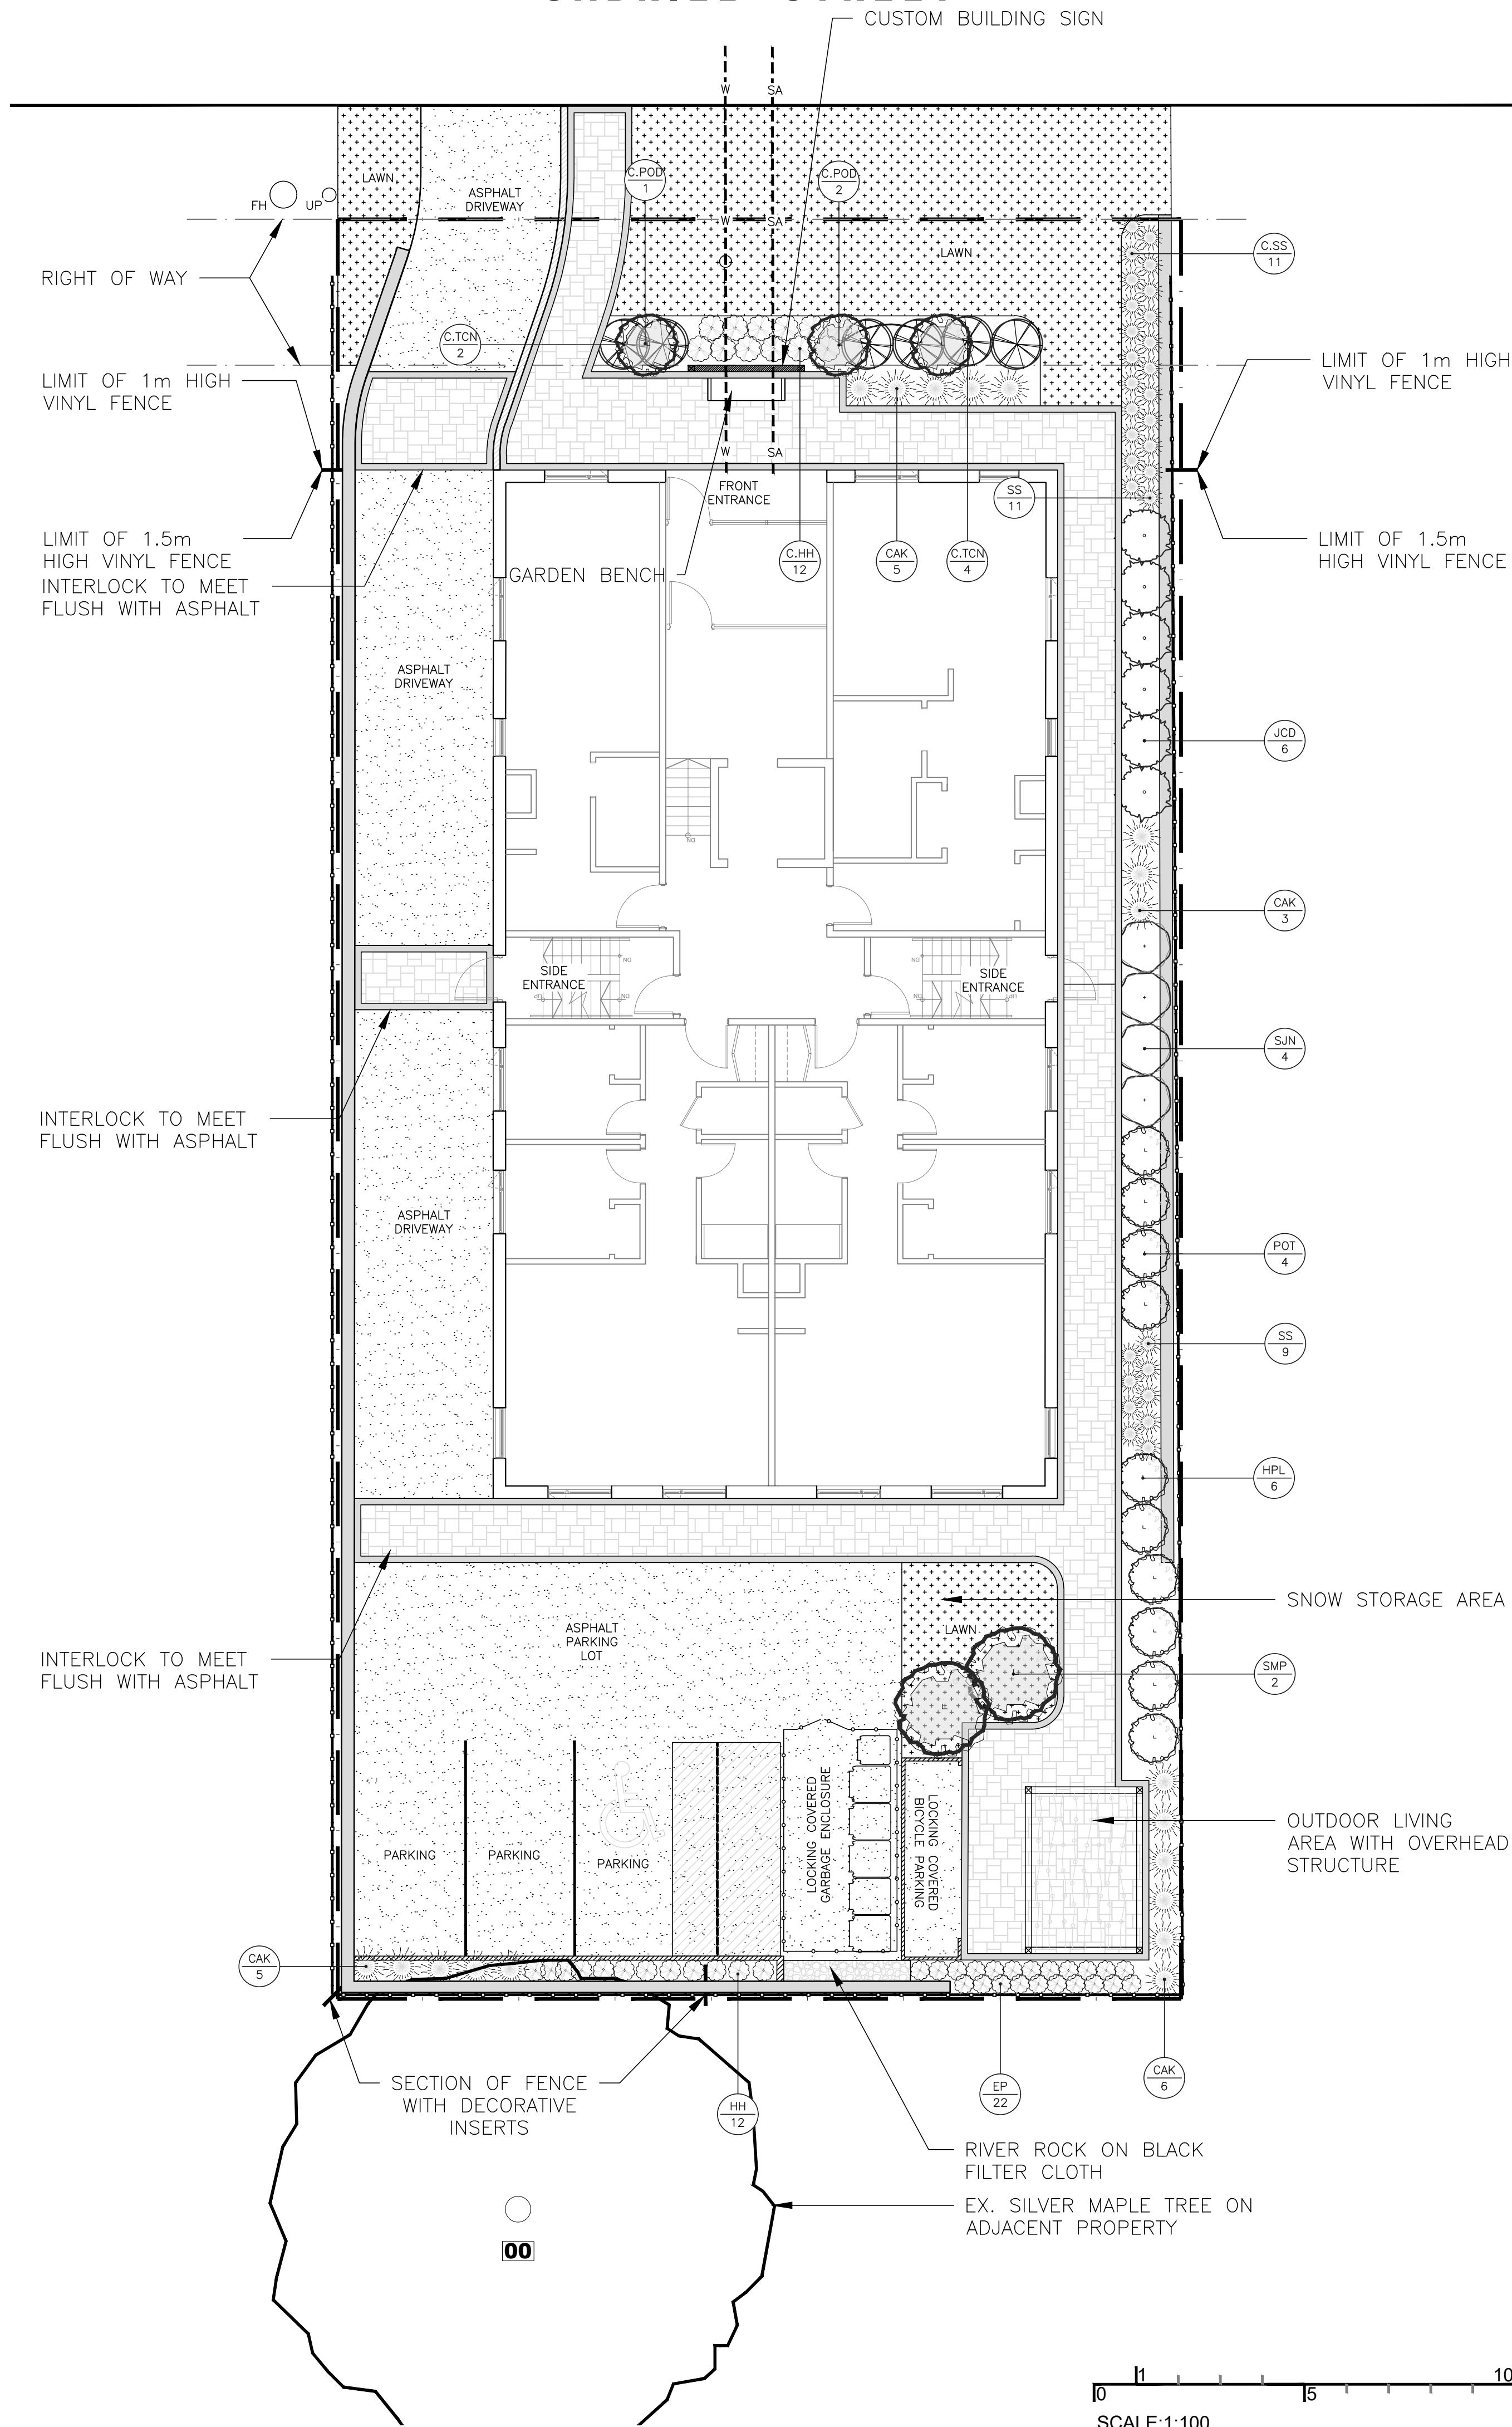 CUSTOM BUILDING SIGN
W
SA
LAWN
ASPHALT
DRIVEWAY
FH
UP
C.POD
1
C.POD
2
W
SA
LAWN
C.SS
11
RIGHT OF WAY
C.TCN
2
LIMIT OF 1m HIGH
VINYL FENCE
LIMIT OF 1m HIGH
VINYL FENCE
W
SA
FRONT
ENTRANCE
SS
11
LIMIT OF 1.5m
HIGH VINYL FENCE
LIMIT OF 1.5m
HIGH VINYL FENCE
C.HH
12
CAK
5
C.TCN
4
GARDEN BENCH
INTERLOCK TO MEET
FLUSH WITH ASPHALT
ASPHALT
DRIVEWAY
JCD
6
DN
CAK
3
SIDE
ENTRANCE
DN
DN
UP
SIDE
ENTRANCE
DN
DN
UP
SJN
4
INTERLOCK TO MEET
FLUSH WITH ASPHALT
ASPHALT
DRIVEWAY
POT
4
SS
9
HPL
6
SNOW STORAGE AREA
ASPHALT
PARKING
LOT
LAWN
INTERLOCK TO MEET
FLUSH WITH ASPHALT
SMP
2
LOCKING COVERED
GARBAGE ENCLOSURE
LOCKING COVERED
BICYCLE PARKING
OUTDOOR LIVING
AREA WITH OVERHEAD
STRUCTURE
PARKING
PARKING
PARKING
CAK
5
SECTION OF FENCE
WITH DECORATIVE
INSERTS
HH
12
EP
22
CAK
6
RIVER ROCK ON BLACK
FILTER CLOTH
EX. SILVER MAPLE TREE ON
ADJACENT PROPERTY
00
1
10
0
5
SCALE:1:100